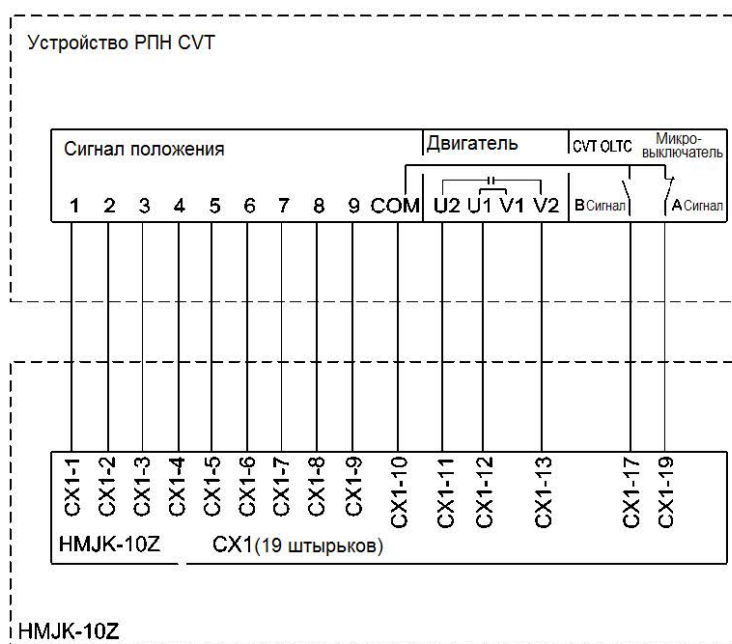 Устройство РПН CVT
Сигнал положения
Двигатель
CVT OLTC
Микро-
выключатель
1 2 3 4 5 6 7 8 9 COM U2 U1 V1 V2 B Сигнал A Сигнал
CX1-1 CX1-2 CX1-3 CX1-4 CX1-5 CX1-6 CX1-7 CX1-8 CX1-9 CX1-10 CX1-11 CX1-12 CX1-13 CX1-17 CX1-19
HMJK-10Z CX1(19 штырьков)
HMJK-10Z